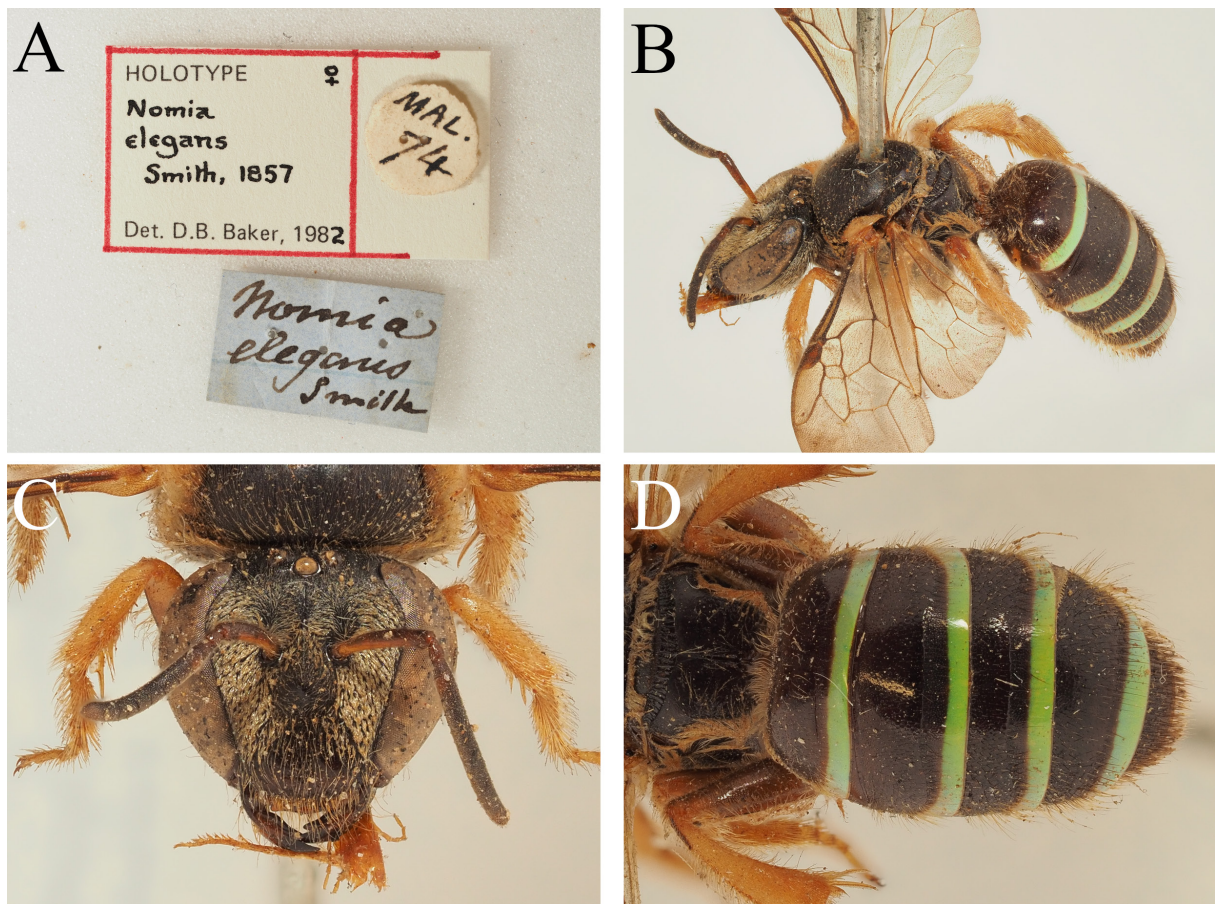 A
HOLOTYPE ♀
Nomia
elegans
Smith, 1857
Det. D.B. Baker, 1982
MAL.
74
Nomia
elegans
Smith
B
C
D